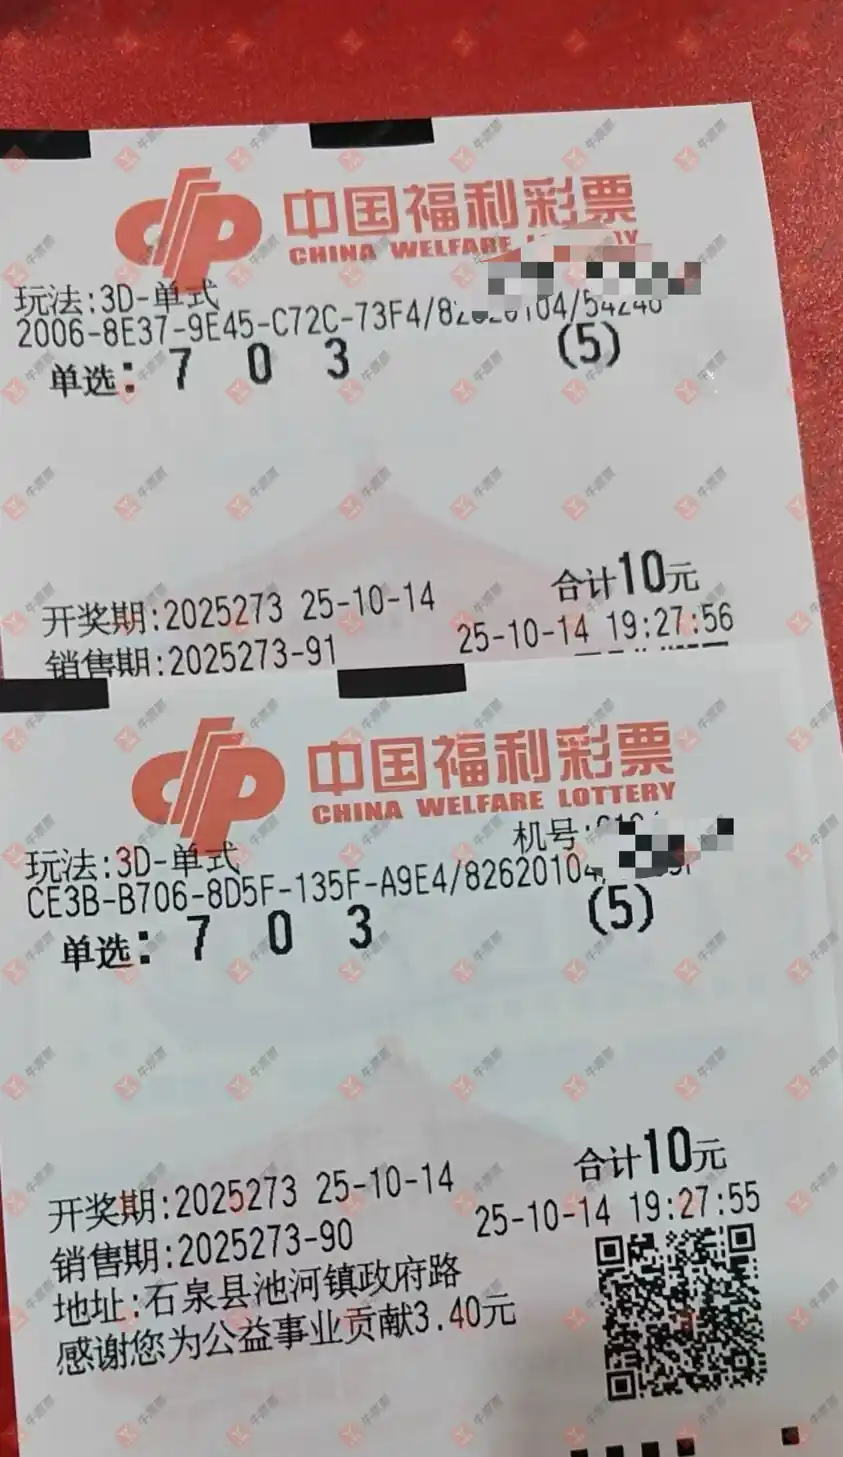 中国福利彩票
CHINA WELFARE
玩法:3D-单式
2006-8E37-9E45-C72C-73F4/
单选: 7 0 3 (5)
合计10元
开奖期:2025273 25-10-14
25-10-14 19:27:56
销售期:2025273-91
中国福利彩票
CHINA WELFARE LOTTERY
机号:
玩法:3D-单式
CE3B-B706-8D5F-135F-A9E4/8262010
单选: 7 0 3 (5)
合计10元
开奖期:2025273 25-10-14
25-10-14 19:27:55
销售期:2025273-90
地址:石泉县池河镇政府路
感谢您为公益事业贡献3.40元